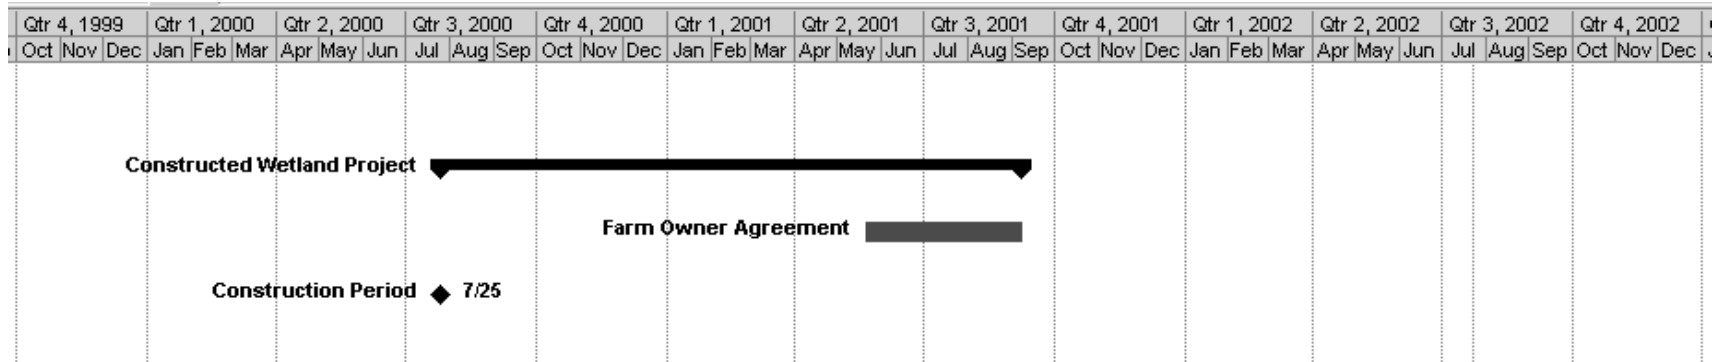 Qtr 4, 1999 Qtr 1, 2000 Qtr 2, 2000 Qtr 3, 2000 Qtr 4, 2000 Qtr 1, 2001 Qtr 2, 2001 Qtr 3, 2001 Qtr 4, 2001 Qtr 1, 2002 Qtr 2, 2002 Qtr 3, 2002 Qtr 4, 2002
Oct Nov Dec Jan Feb Mar Apr May Jun Jul Aug Sep Oct Nov Dec Jan Feb Mar Apr May Jun Jul Aug Sep Oct Nov Dec Jan Feb Mar Apr May Jun Jul Aug Sep Oct Nov Dec
Constructed Wetland Project
Farm Owner Agreement
Construction Period 7/25